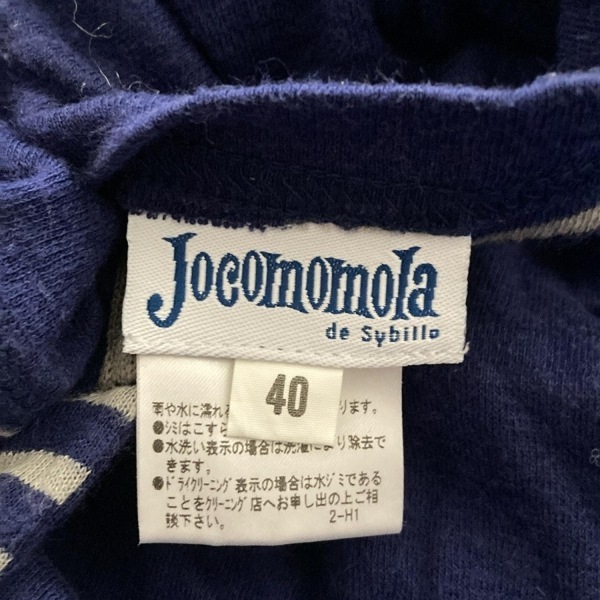 Jocomomola
de Sybilla
40
雨や水に濡れ ります。
●シミはこすら
●水洗い表示の場合は洗濯により除去で
きます。
●ドライクリーニング表示の場合は水ジミである
ことをクリーニング店へお申し出の上ご相
談下さい。
2-H1